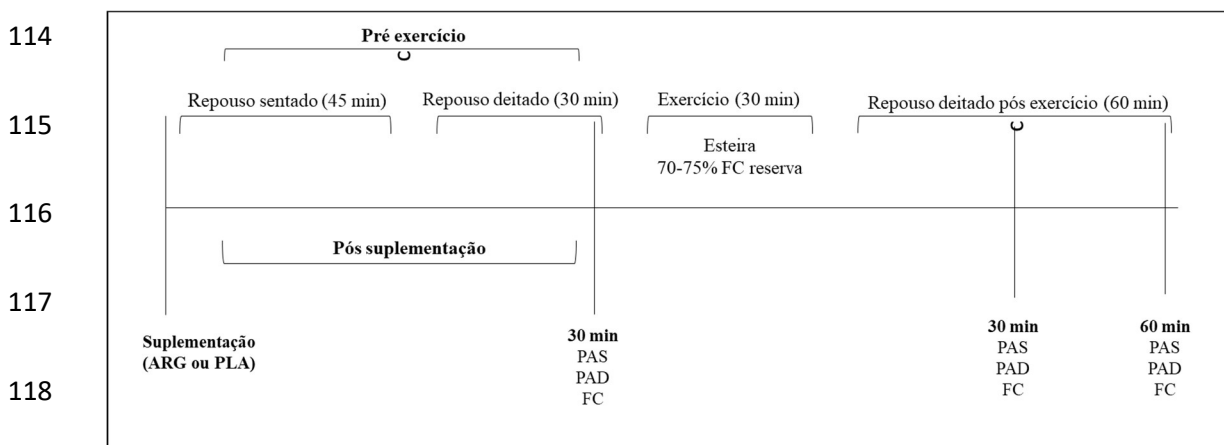 114
Pré exercício
Repouso sentado (45 min) Repouso deitado (30 min) Exercício (30 min) Repouso deitado pós exercício (60 min)
115
Esteira
70-75% FC reserva
116
Pós suplementação
117
Suplementação
(ARG ou PLA)
30 min
PAS
PAD
FC
30 min
PAS
PAD
FC
60 min
PAS
PAD
FC
118